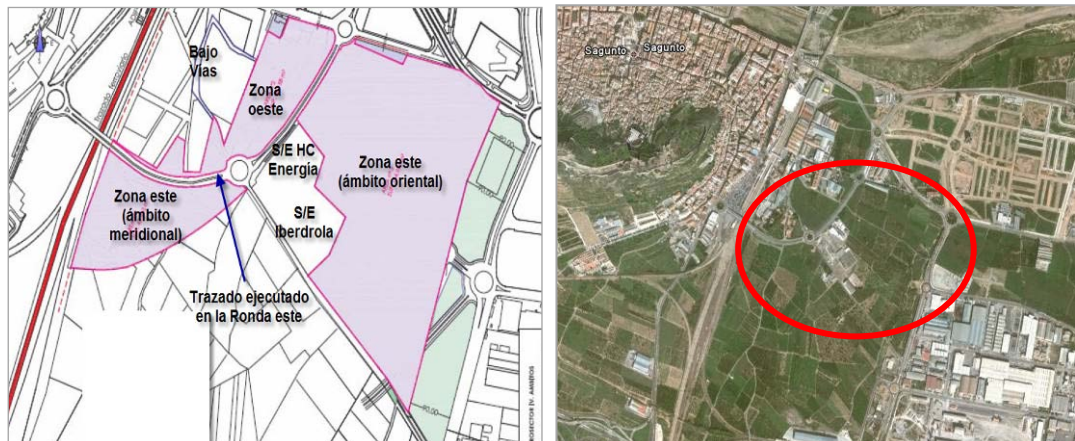 Bajo
Vías
Zona
oeste
S/E HC
Energía
Zona este
(ámbito oriental)
Zona este
(ámbito
meridional)
S/E
Iberdrola
Trazado ejecutado
en la Ronda este
Sagunto
Sagunto